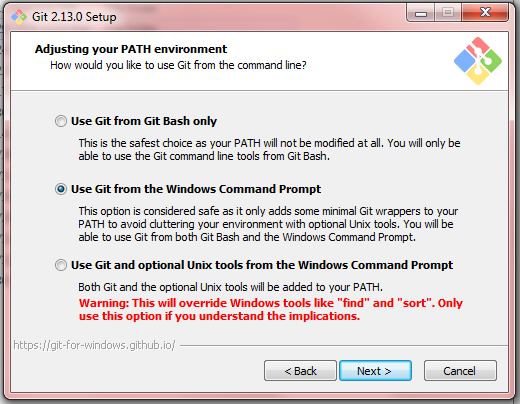 Git 2.13.0 Setup
Adjusting your PATH environment
How would you like to use Git from the command line?
Use Git from Git Bash only
This is the safest choice as your PATH will not be modified at all. You will only be
able to use the Git command line tools from Git Bash.
Use Git from the Windows Command Prompt
This option is considered safe as it only adds some minimal Git wrappers to your
PATH to avoid cluttering your environment with optional Unix tools. You will be
able to use Git from both Git Bash and the Windows Command Prompt.
Use Git and optional Unix tools from the Windows Command Prompt
Both Git and the optional Unix tools will be added to your PATH.
Warning: This will override Windows tools like "find" and "sort". Only
use this option if you understand the implications.
https://git-for-windows.github.io/
< Back Next > Cancel